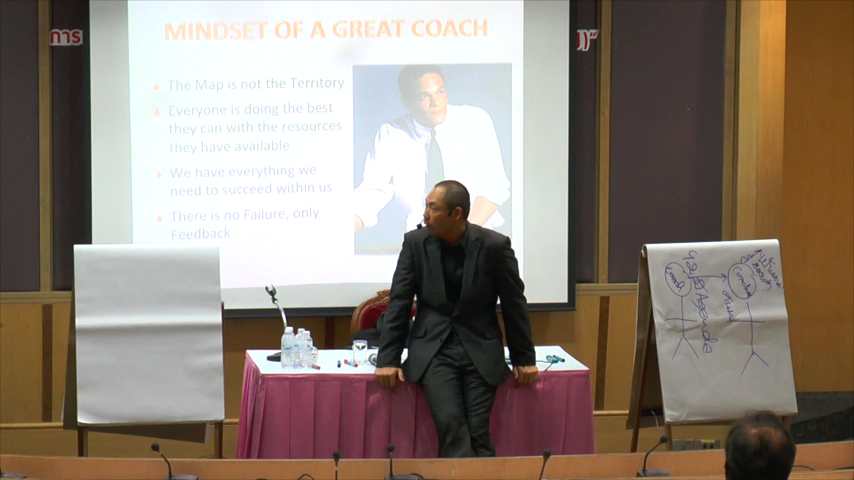 ms
MINDSET OF A GREAT COACH
The Map is not the Territory
Everyone is doing the best
they can with the resources
they have available
We have everything we
need to succeed within us
There is no Failure, only
Feedback
Agenda